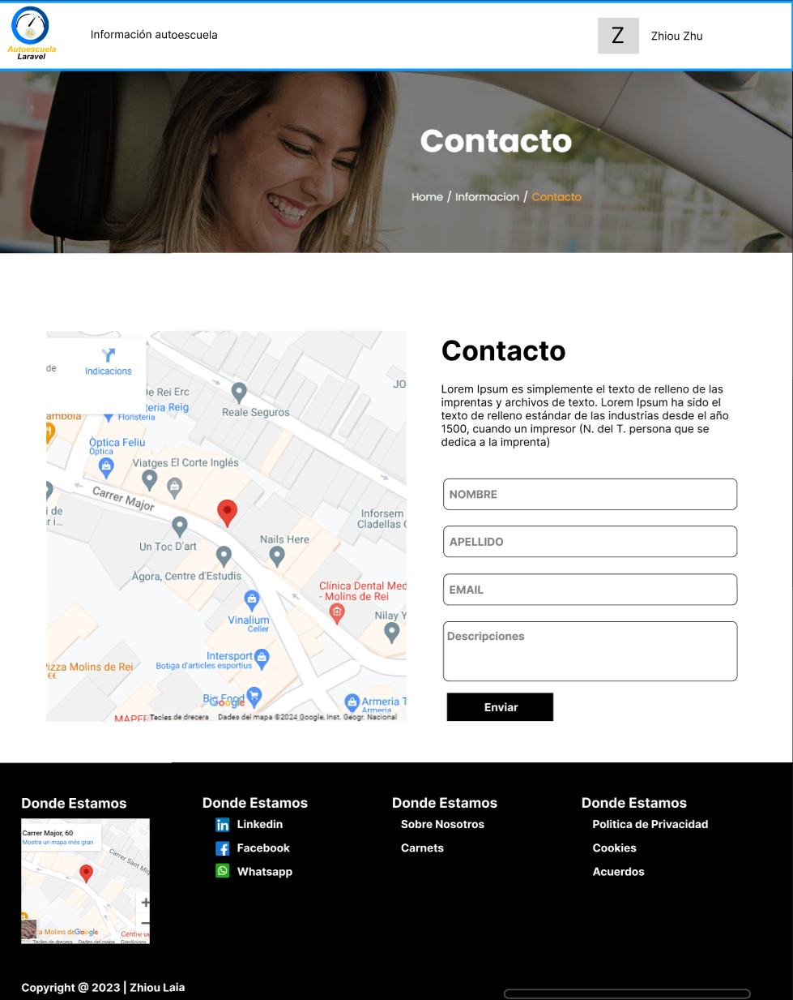 AL
Autoescuela
Laravel
Información autoescuela
Z
Zhiou Zhu
Contacto
Home / Informacion / Contacto
de
Indicacions
De Rei Erc
teria Reig
Floristeria
Reale Seguros
JO
ambola
Òptica Feliu
Òptica
Viatges El Corte Inglés
Carrer Major
i de
r i...
Inforsem
Cladellas
Un Toc D'art
Nails Here
Àgora, Centre d'Estudis
Clínica Dental Med
- Molins de Rei
Vinalium
Celler
Nilay Y
Intersport
Botiga d'articles esportius
Pizza Molins de Rei
€€
Big Food
Google
Armeria T
Armeria
MAPFR
Tecles de drecera
Dades del mapa ©2024 Google, Inst. Geogr. Nacional
Contacto
Lorem Ipsum es simplemente el texto de relleno de las
imprentas y archivos de texto. Lorem Ipsum ha sido el
texto de relleno estándar de las industrias desde el año
1500, cuando un impresor (N. del T. persona que se
dedica a la imprenta)
NOMBRE
APELLIDO
EMAIL
Descripciones
Enviar
Donde Estamos
Carrer Major, 60
Mostra un mapa més gran
Carrer Sant Miq
+
−
za Molins de
Google
Centre de
Tecles de drecera
Dades del mapa
Condicions
Donde Estamos
Linkedin
Facebook
Whatsapp
Donde Estamos
Sobre Nosotros
Carnets
Donde Estamos
Politica de Privacidad
Cookies
Acuerdos
Copyright @ 2023 | Zhiou Laia